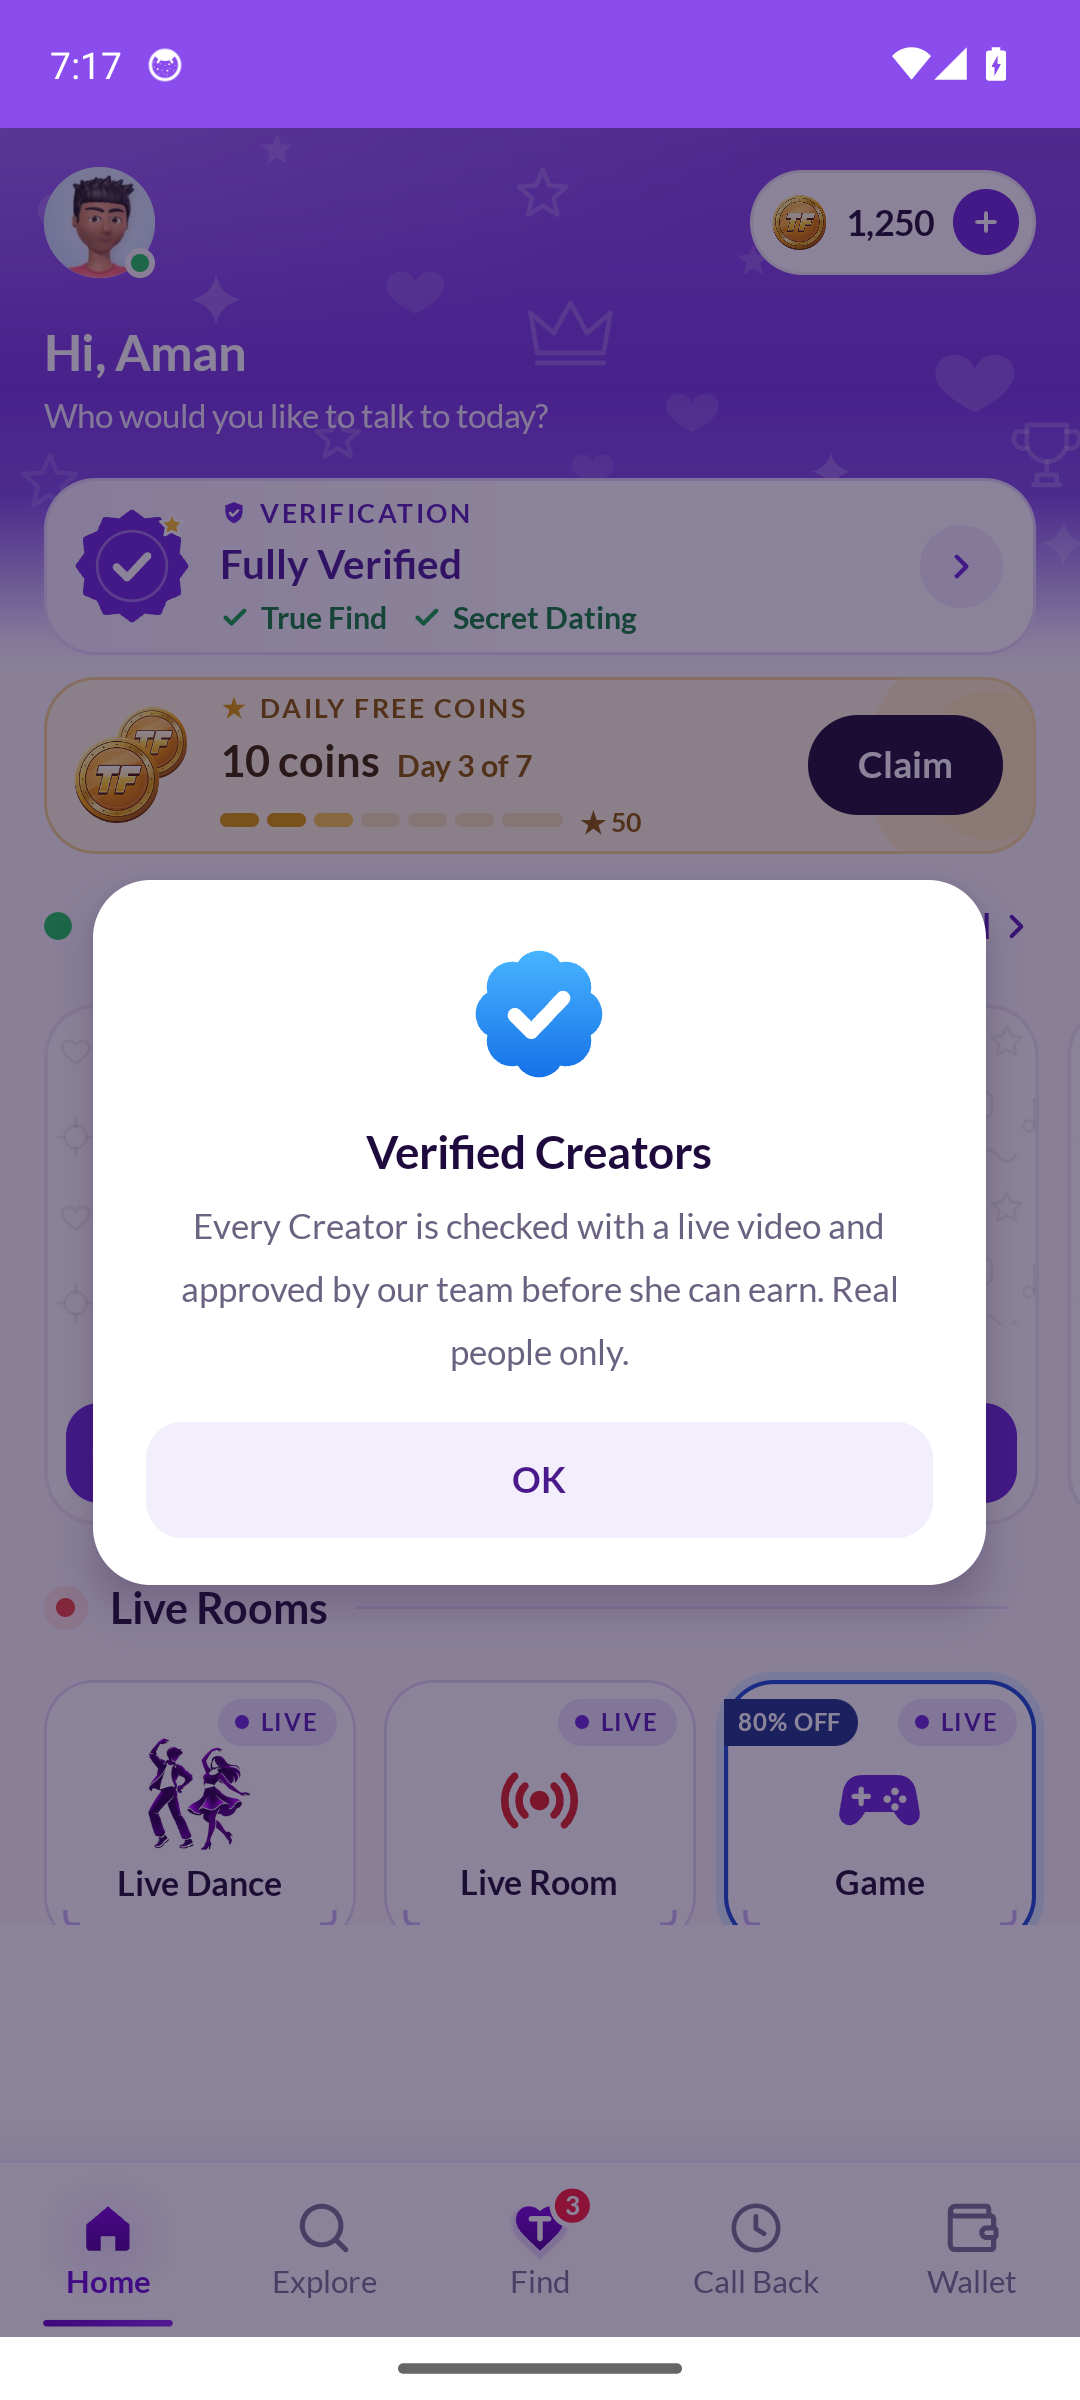 7:17
1,250
Hi, Aman
Who would you like to talk to today?
VERIFICATION
Fully Verified
True Find Secret Dating
DAILY FREE COINS
10 coins Day 3 of 7
Claim
50
Verified Creators
Every Creator is checked with a live video and
approved by our team before she can earn. Real
people only.
OK
Live Rooms
LIVE
LIVE
80% OFF
LIVE
Live Dance
Live Room
Game
3
Home
Explore
Find
Call Back
Wallet